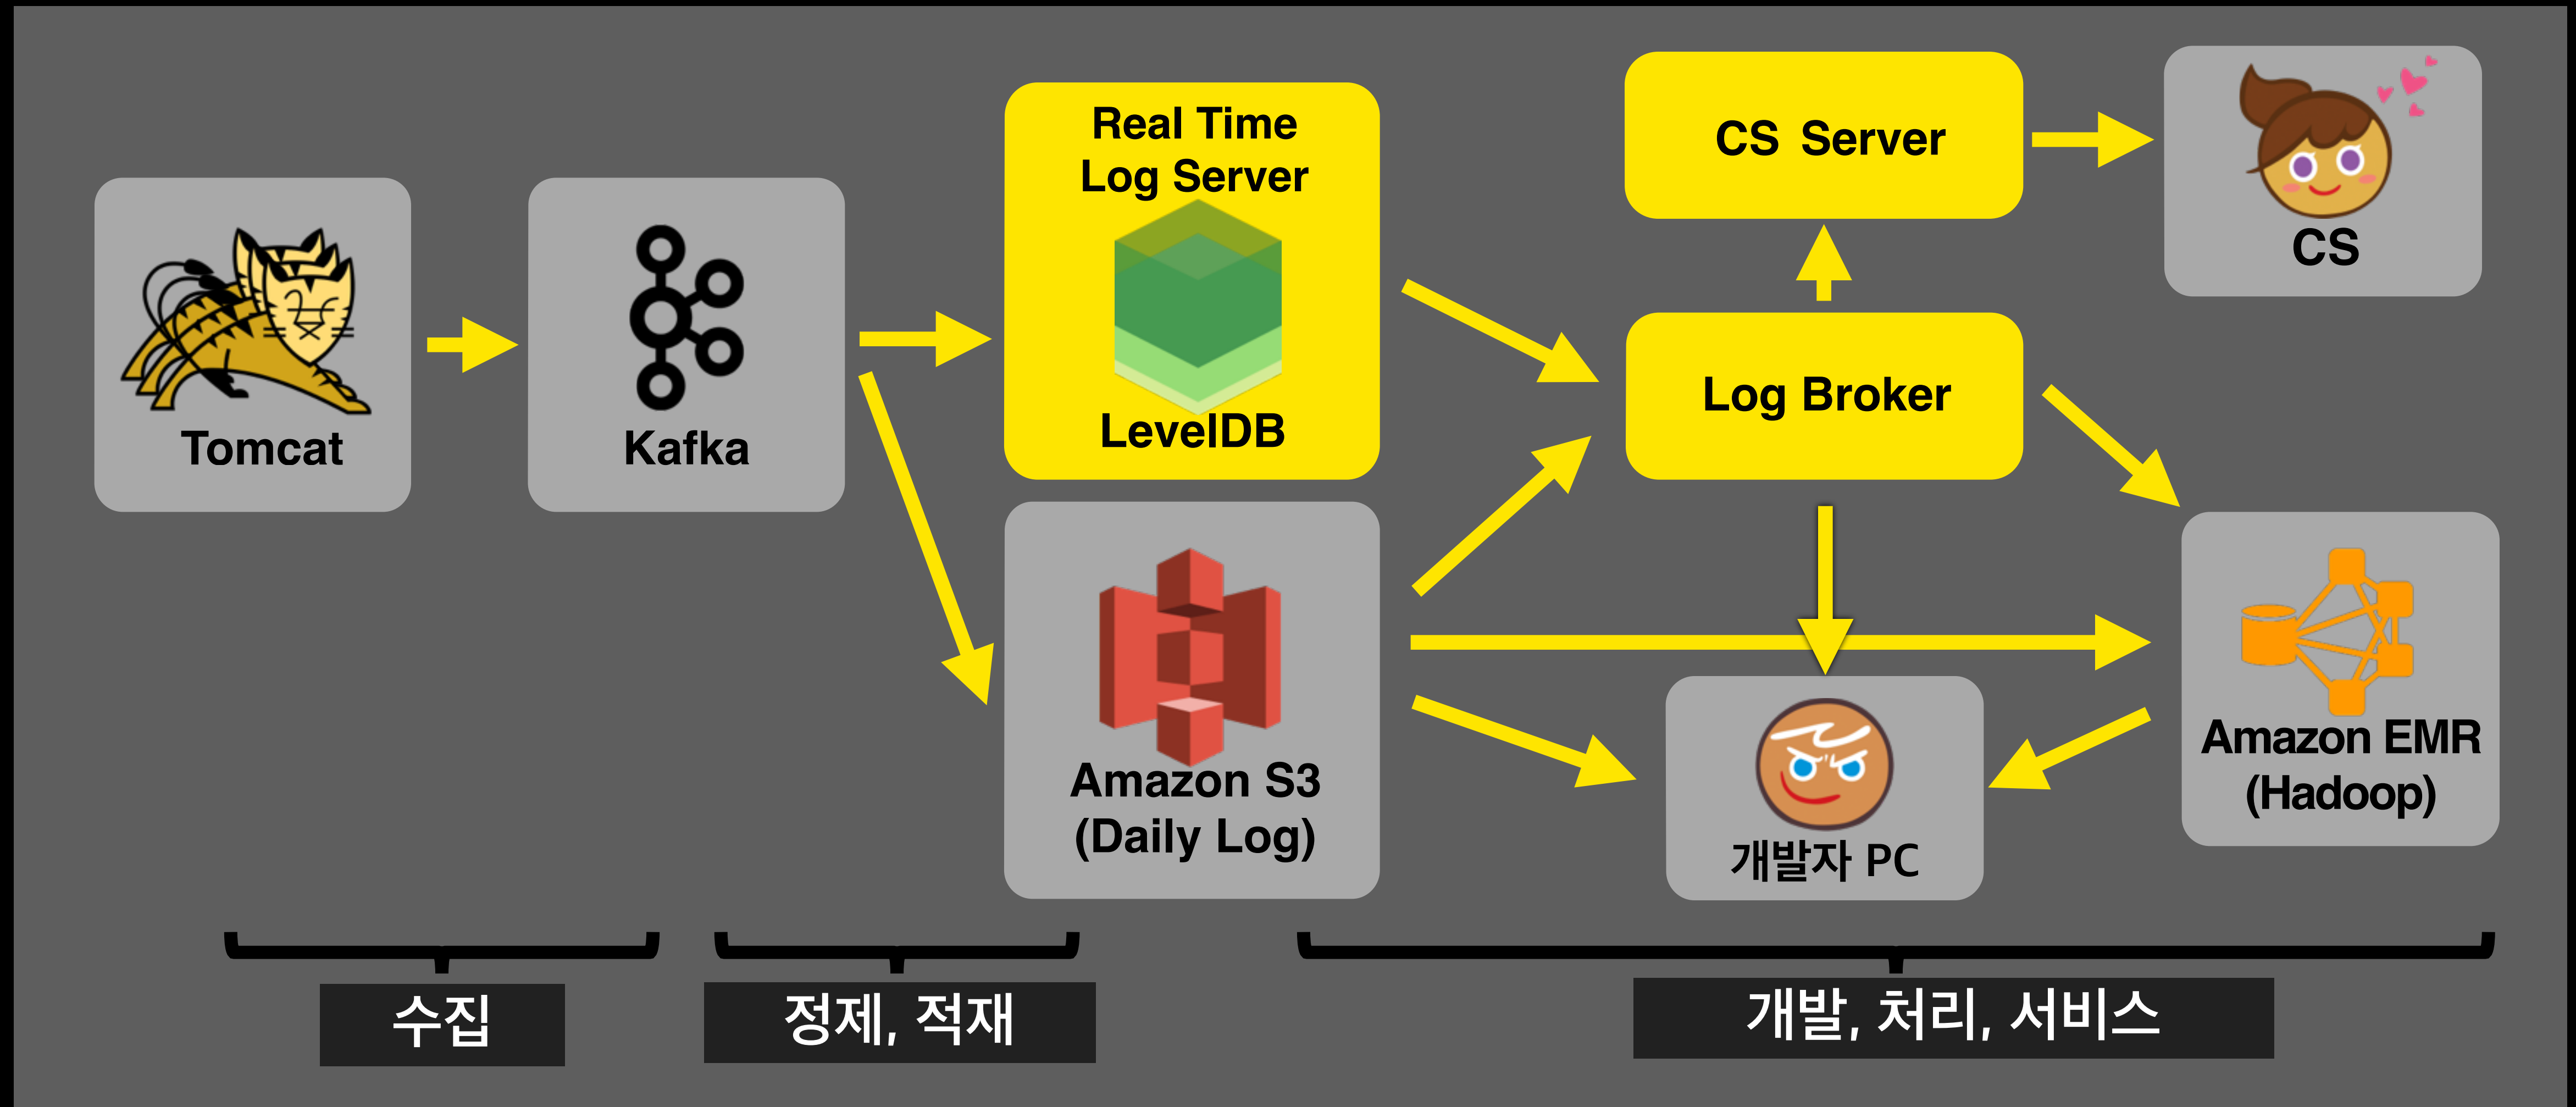 Tomcat
Kafka
Real Time
Log Server
LevelDB
Amazon S3
(Daily Log)
CS Server
CS
Log Broker
개발자 PC
Amazon EMR
(Hadoop)
수집
정제, 적재
개발, 처리, 서비스